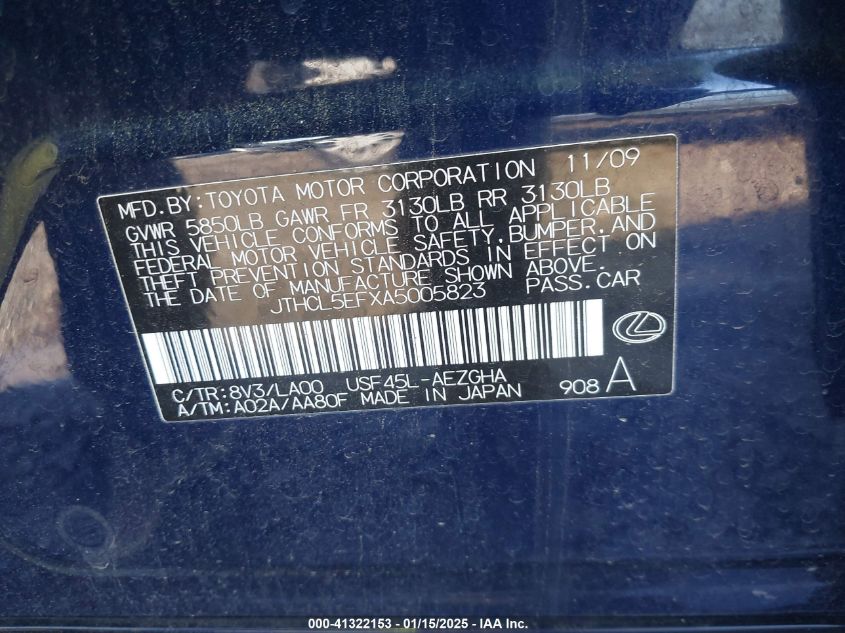 MFD.BY:TOYOTA MOTOR CORPORATION 11/09
GVWR 5850LB GAWR FR 3130LB RR 3130LB
THIS VEHICLE CONFORMS TO ALL APPLICABLE
FEDERAL MOTOR VEHICLE SAFETY,BUMPER,AND
THEFT PREVENTION STANDARDS IN EFFECT ON
THE DATE OF MANUFACTURE SHOWN ABOVE.
JTHCL5EFXA5005823 PASS.CAR
C/TR:8V3/LA00 USF45L-AEZGHA
A/TM:A02A/AA80F MADE IN JAPAN 908 A
000-41322153 - 01/15/2025 - IAA Inc.